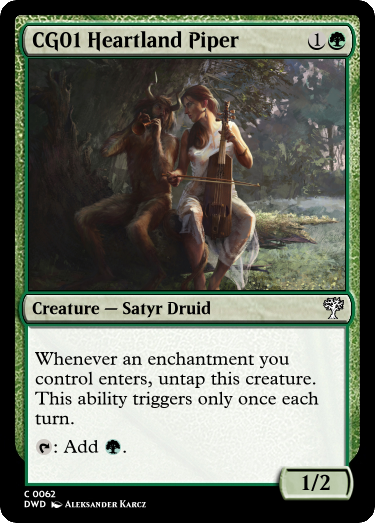 CG01 Heartland Piper 1
Creature — Satyr Druid
Whenever an enchantment you
control enters, untap this creature.
This ability triggers only once each
turn.
: Add .
1/2
C 0062
DWD Aleksander Karcz